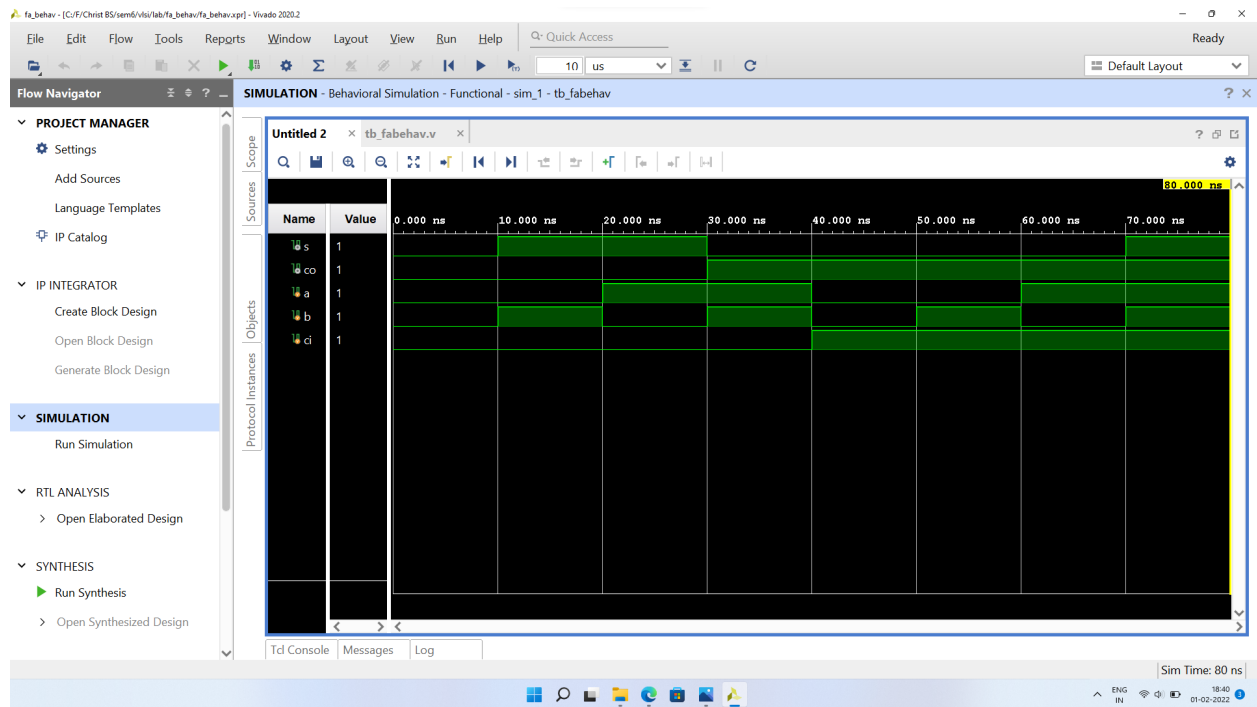 fa_behav - [C:/F/Christ BS/sem6/vlsi/lab/fa_behav/fa_behav.xpr] - Vivado 2020.2
File Edit Flow Tools Reports Window Layout View Run Help Quick Access Ready
10 us Default Layout
Flow Navigator
SIMULATION - Behavioral Simulation - Functional - sim_1 - tb_fabehav
PROJECT MANAGER
Settings
Add Sources
Language Templates
IP Catalog
IP INTEGRATOR
Create Block Design
Open Block Design
Generate Block Design
SIMULATION
Run Simulation
RTL ANALYSIS
Open Elaborated Design
SYNTHESIS
Run Synthesis
Open Synthesized Design
Scope
Sources
Objects
Protocol Instances
Untitled 2 tb_fabehav.v
80.000 ns
Name Value 0.000 ns 10.000 ns 20.000 ns 30.000 ns 40.000 ns 50.000 ns 60.000 ns 70.000 ns
s 1
co 1
a 1
b 1
ci 1
Tcl Console Messages Log
Sim Time: 80 ns
ENG
IN
18:40
01-02-2022
3